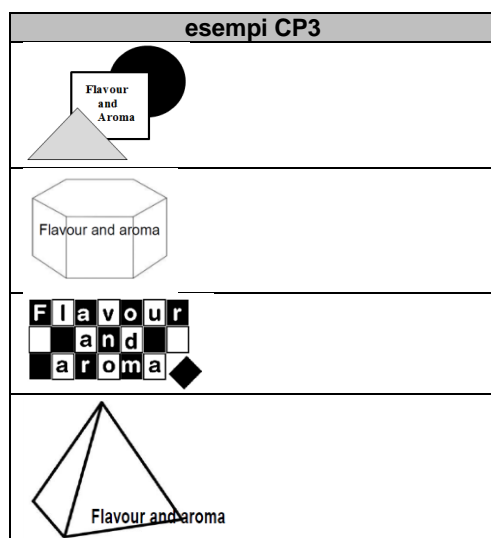 esempi CP3
Flavour
and
Aroma
Flavour and aroma
Flavour
and
aroma
Flavour and aroma